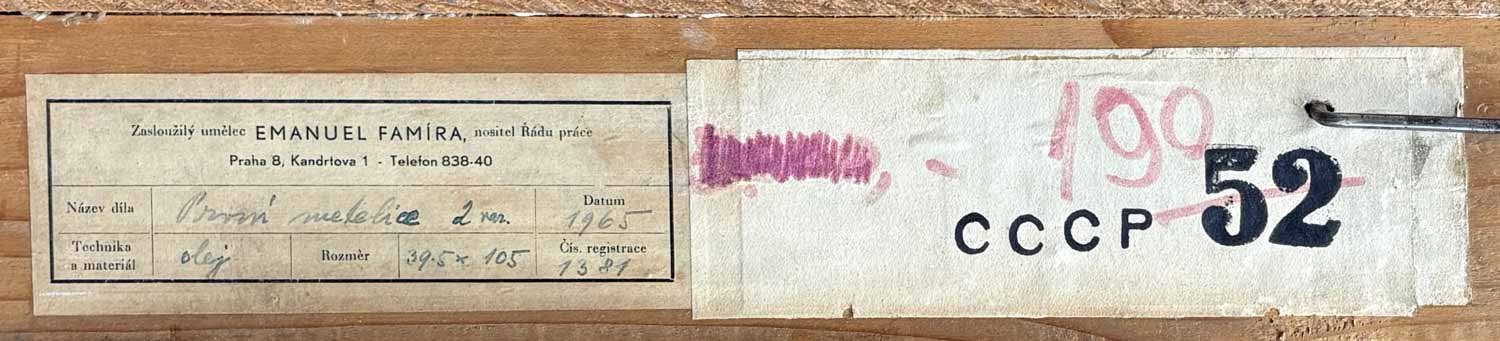 Zasloužilý umělec EMANUEL FAMÍRA, nositel Řádu práce
Praha 8, Kandrtova 1 - Telefon 838-40
Název díla První metelice 2 var. Datum 1965
Technika a materiál olej Rozměr 39.5 x 105 Čís. registrace 1381
190
CCCP 52